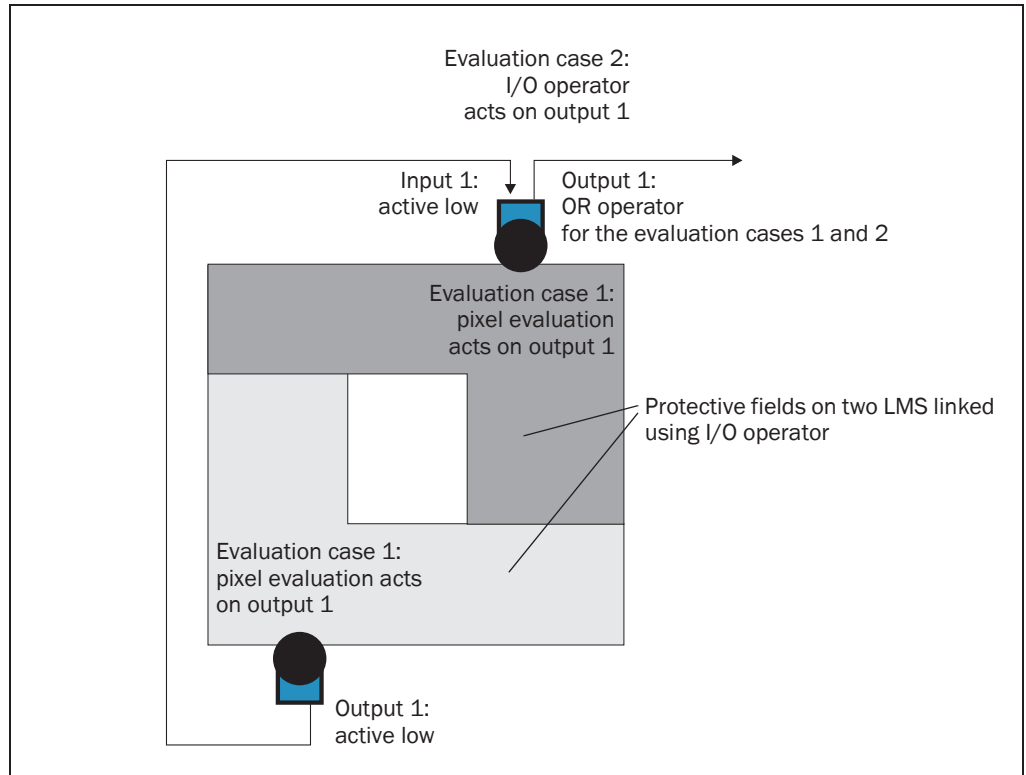 Evaluation case 2:
I/O operator
acts on output 1
Input 1:
active low
Output 1:
OR operator
for the evaluation cases 1 and 2
Evaluation case 1:
pixel evaluation
acts on output 1
Protective fields on two LMS linked
using I/O operator
Evaluation case 1:
pixel evaluation acts
on output 1
Output 1:
active low